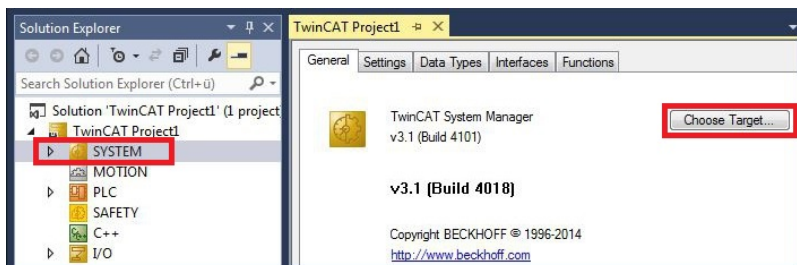 Solution Explorer
Search Solution Explorer (Ctrl+ü)
Solution 'TwinCAT Project1' (1 project
TwinCAT Project1
SYSTEM
MOTION
PLC
SAFETY
C++
I/O
TwinCAT Project1
General Settings Data Types Interfaces Functions
TwinCAT System Manager
v3.1 (Build 4101)
Choose Target...
v3.1 (Build 4018)
Copyright BECKHOFF © 1996-2014
http://www.beckhoff.com